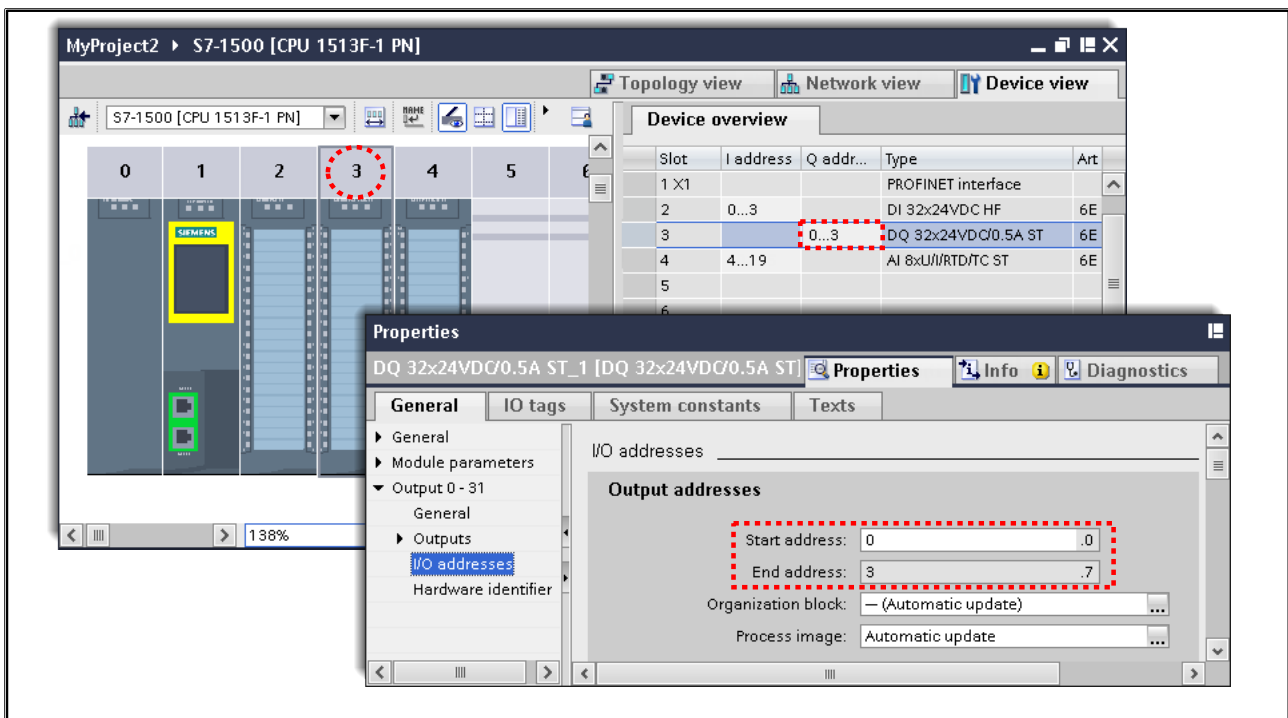 MyProject2 ▸ S7-1500 [CPU 1513F-1 PN]
Topology view Network view Device view
S7-1500 [CPU 1513F-1 PN] NAME
Device overview
Slot I address Q addr... Type Art
0 1 2 3 4 5 6
1 X1 PROFINET interface
2 0...3 DI 32x24VDC HF 6E
3 0...3 DQ 32x24VDC/0.5A ST 6E
SIEMENS
4 4...19 AI 8xU/I/RTD/TC ST 6E
5
6
Properties
DQ 32x24VDC/0.5A ST_1 [DQ 32x24VDC/0.5A ST] Properties Info Diagnostics
General IO tags System constants Texts
General
Module parameters
Output 0 - 31
General
Outputs
I/O addresses
Hardware identifier
I/O addresses
Output addresses
Start address: 0 .0
End address: 3 .7
Organization block: — (Automatic update) ...
Process image: Automatic update ...
138%